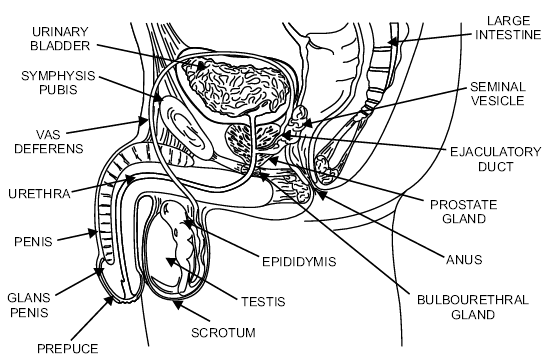 URINARY
BLADDER
SYMPHYSIS
PUBIS
VAS
DEFERENS
URETHRA
PENIS
GLANS
PENIS
PREPUCE
LARGE
INTESTINE
SEMINAL
VESICLE
EJACULATORY
DUCT
PROSTATE
GLAND
ANUS
BULBOURETHRAL
GLAND
EPIDIDYMIS
TESTIS
SCROTUM